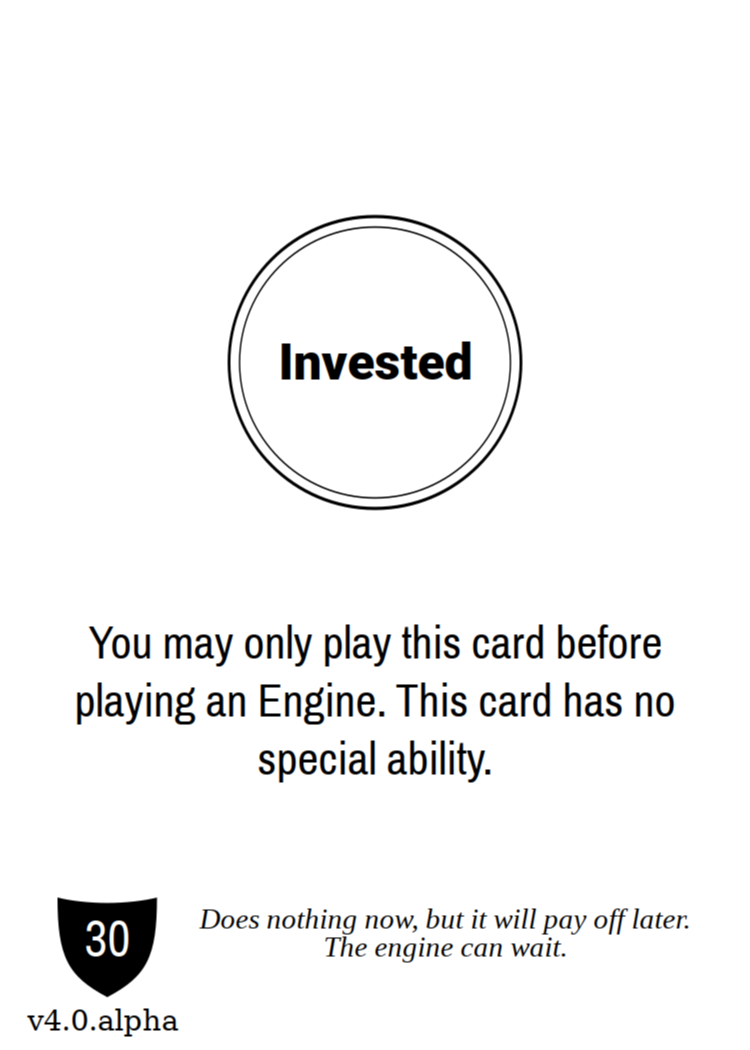 Invested
You may only play this card before
playing an Engine. This card has no
special ability.
30
Does nothing now, but it will pay off later.
The engine can wait.
v4.0.alpha